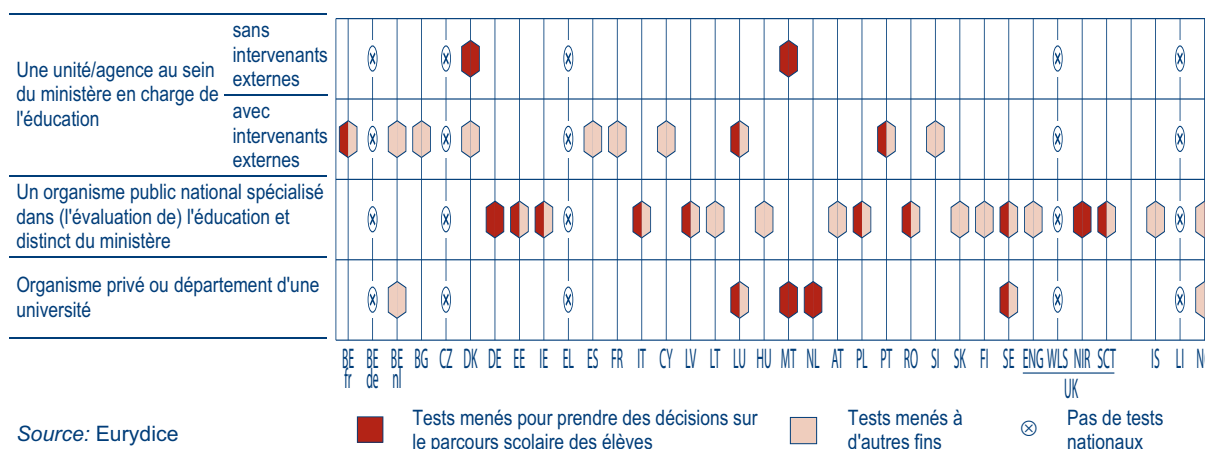 Une unité/agence au sein
du ministère en charge de
l'éducation
sans
intervenants
externes
avec
intervenants
externes
Un organisme public national spécialisé
dans (l'évaluation de) l'éducation et
distinct du ministère
Organisme privé ou département d'une
université
BE fr BE de BE nl BG CZ DK DE EE IE EL ES FR IT CY LV LT LU HU MT NL AT PL PT RO SI SK FI SE ENG WLS NIR SCT IS LI
UK
Source: Eurydice
Tests menés pour prendre des décisions sur
le parcours scolaire des élèves
Tests menés à
d'autres fins
Pas de tests
nationaux